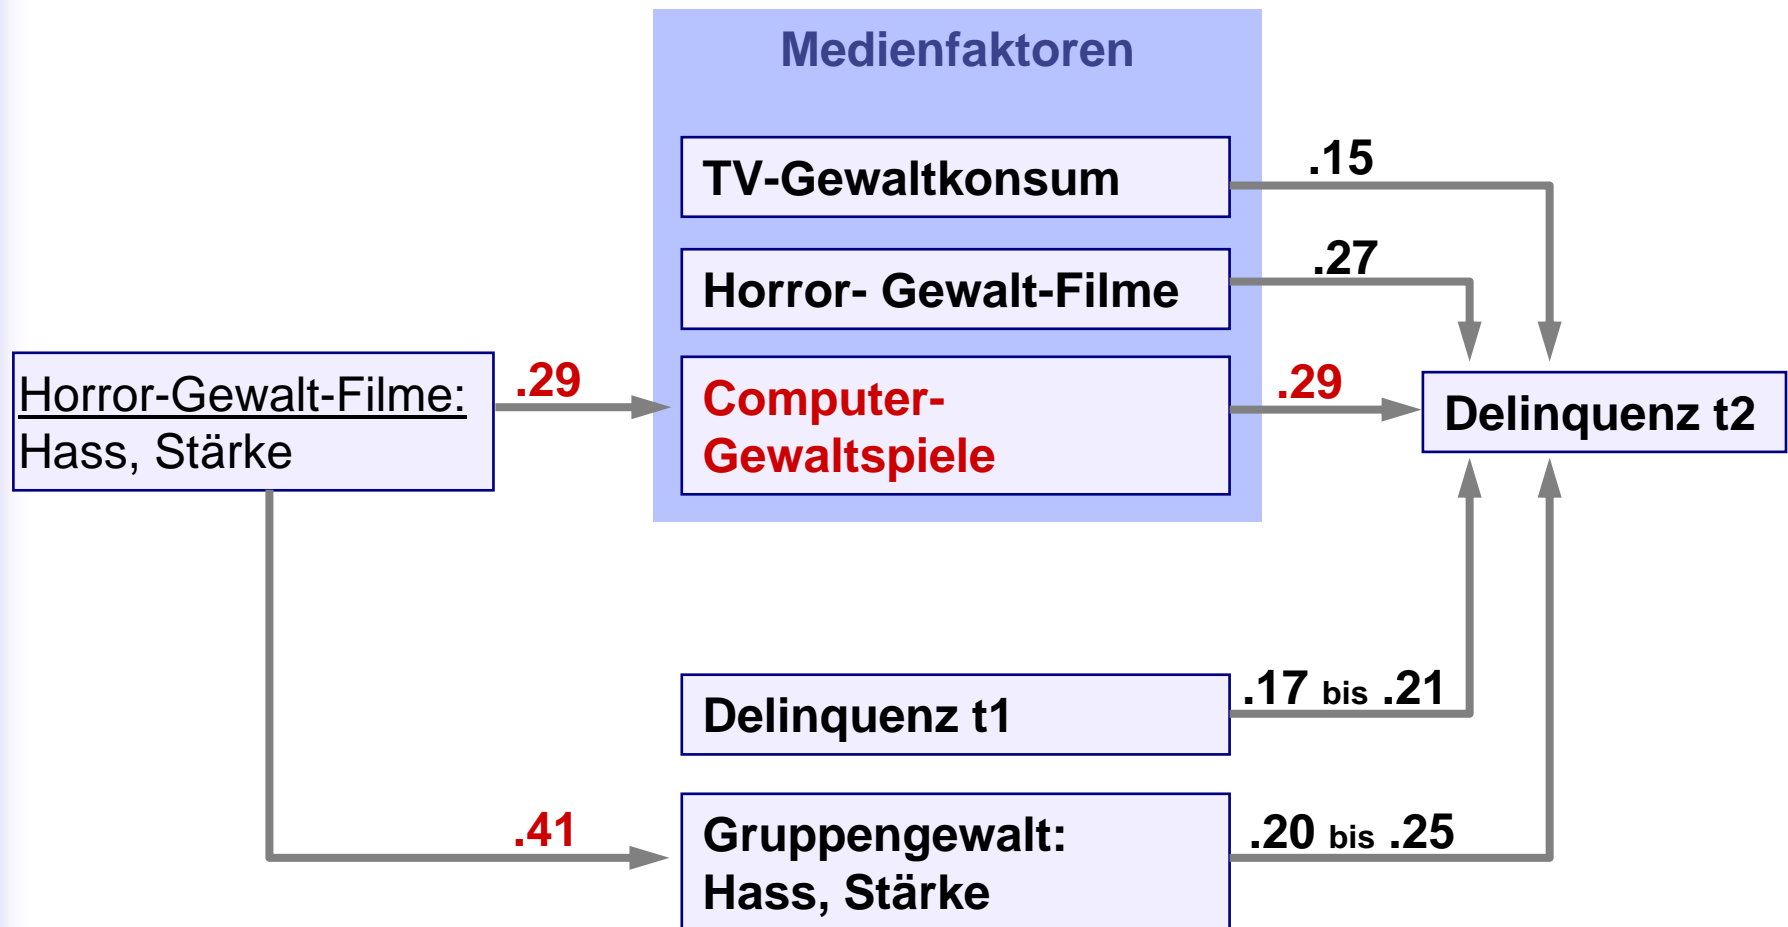 Medienfaktoren
TV-Gewaltkonsum
.15
Horror- Gewalt-Filme
.27
Horror-Gewalt-Filme:
Hass, Stärke
.29
Computer-
Gewaltspiele
.29
Delinquenz t2
Delinquenz t1
.17 bis .21
.41
Gruppengewalt:
Hass, Stärke
.20 bis .25